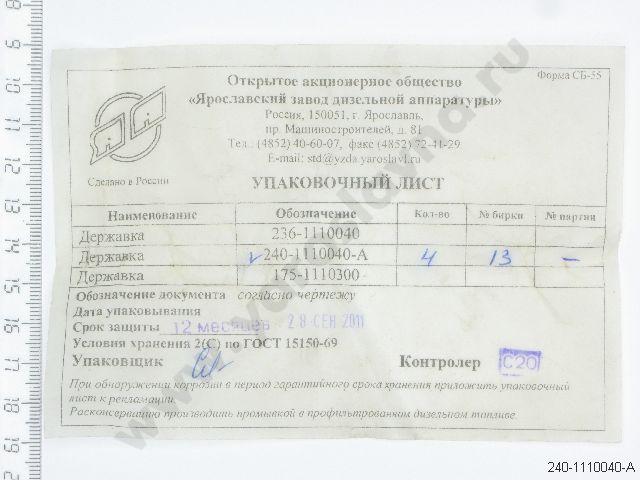 Форма СБ-55
Открытое акционерное общество
«Ярославский завод дизельной аппаратуры»
Россия, 150051, г. Ярославль,
пр. Машиностроителей, д. 81
Тел.: (4852) 40-60-07, факс (4852) 72-41-29
E-mail: std@yzda.yaroslavl.ru
Сделано в России
УПАКОВОЧНЫЙ ЛИСТ
Наименование Обозначение Кол-во № бирки № партии
Державка 236-1110040
Державка 240-1110040-А 4 13 –
Державка 175-1110300
Обозначение документа согласно чертежу
Дата упаковывания
Срок защиты 12 месяцев 28 СЕН 2011
Условия хранения 2(С) по ГОСТ 15150-69
Упаковщик Контролер С20
При обнаружении коррозии в период гарантийного срока хранения приложить упаковочный
лист к рекламации.
Расконсервацию производить промывкой в профильтрованном дизельном топливе.
240-1110040-А